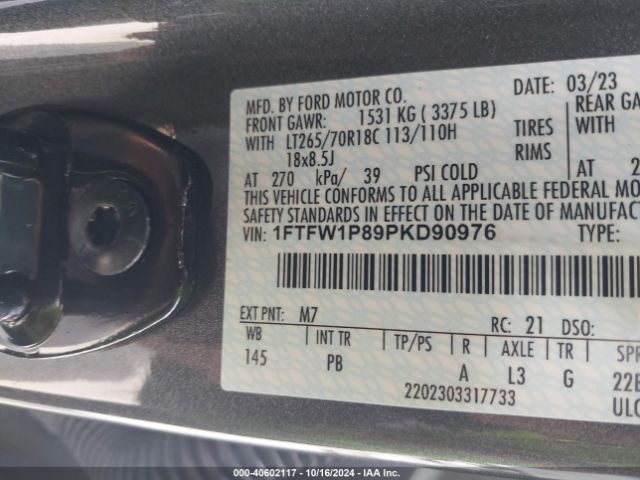 DATE: 03/23
MFD. BY FORD MOTOR CO.
FRONT GAWR: 1531 KG ( 3375 LB) REAR GA
WITH LT265/70R18C 113/110H TIRES WITH
18x8.5J RIMS
AT 270 kPa/ 39 PSI COLD AT 2
THIS VEHICLE CONFORMS TO ALL APPLICABLE FEDERAL MO
SAFETY STANDARDS IN EFFECT ON THE DATE OF MANUFAC
VIN: 1FTFW1P89PKD90976 TYPE:
EXT PNT: M7 RC: 21 DSO:
WB INT TR TP/PS R AXLE TR SPR
145 PB A L3 G 22B
2202303317733 ULC
000-40602117 - 10/16/2024 - IAA Inc.